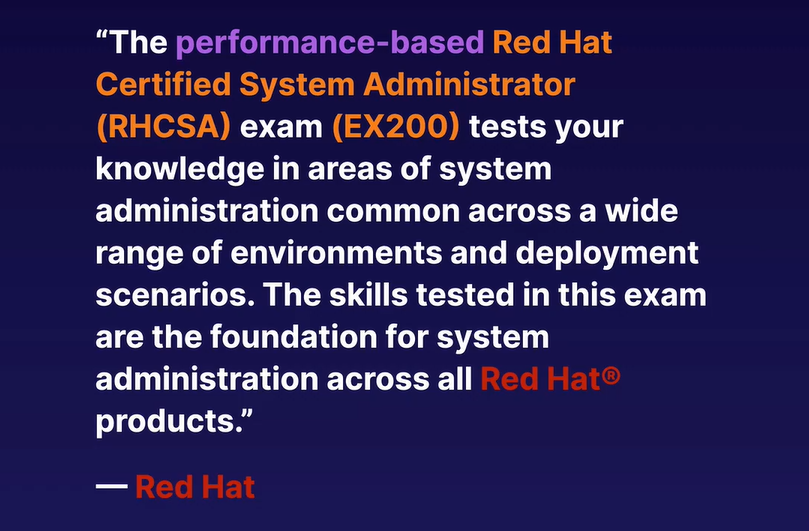 “The performance-based Red Hat
Certified System Administrator
(RHCSA) exam (EX200) tests your
knowledge in areas of system
administration common across a wide
range of environments and deployment
scenarios. The skills tested in this exam
are the foundation for system
administration across all Red Hat®
products.”
— Red Hat